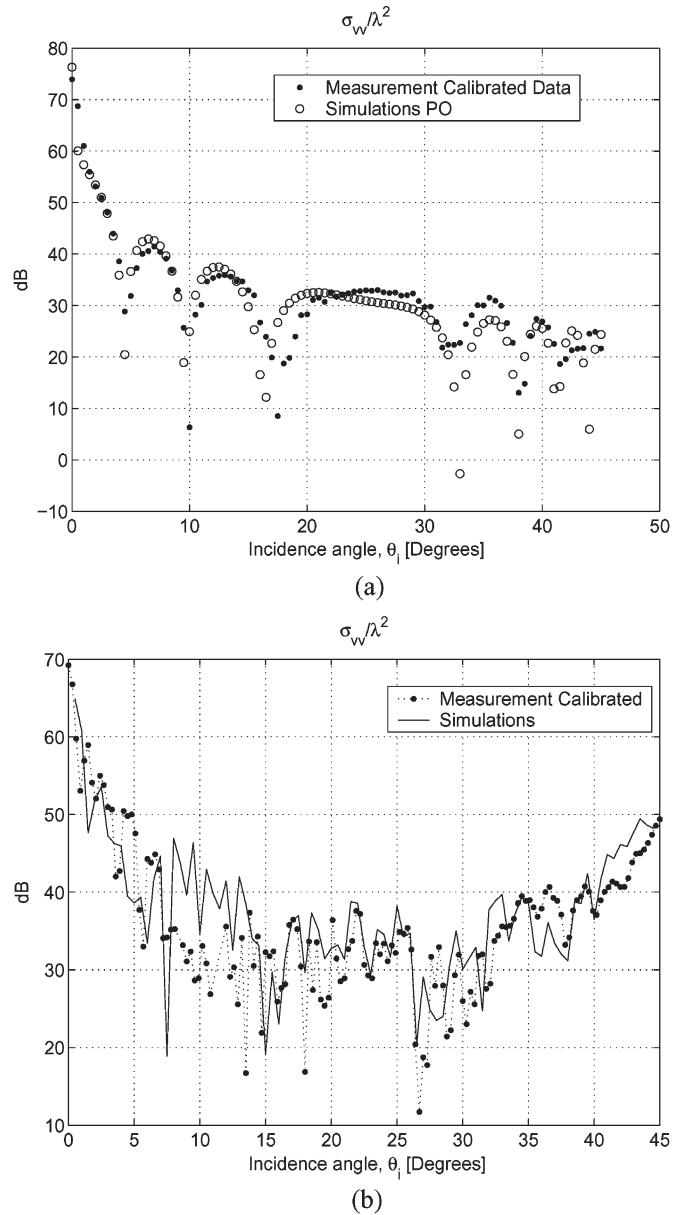 σvv/λ²
80
70
60
50
40
30
20
10
0
−10
dB
Measurement Calibrated Data
Simulations PO
0 10 20 30 40 50
Incidence angle, θi [Degrees]
(a)
σvv/λ²
70
60
50
40
30
20
10
dB
Measurement Calibrated
Simulations
0 5 10 15 20 25 30 35 40 45
Incidence angle, θi [Degrees]
(b)